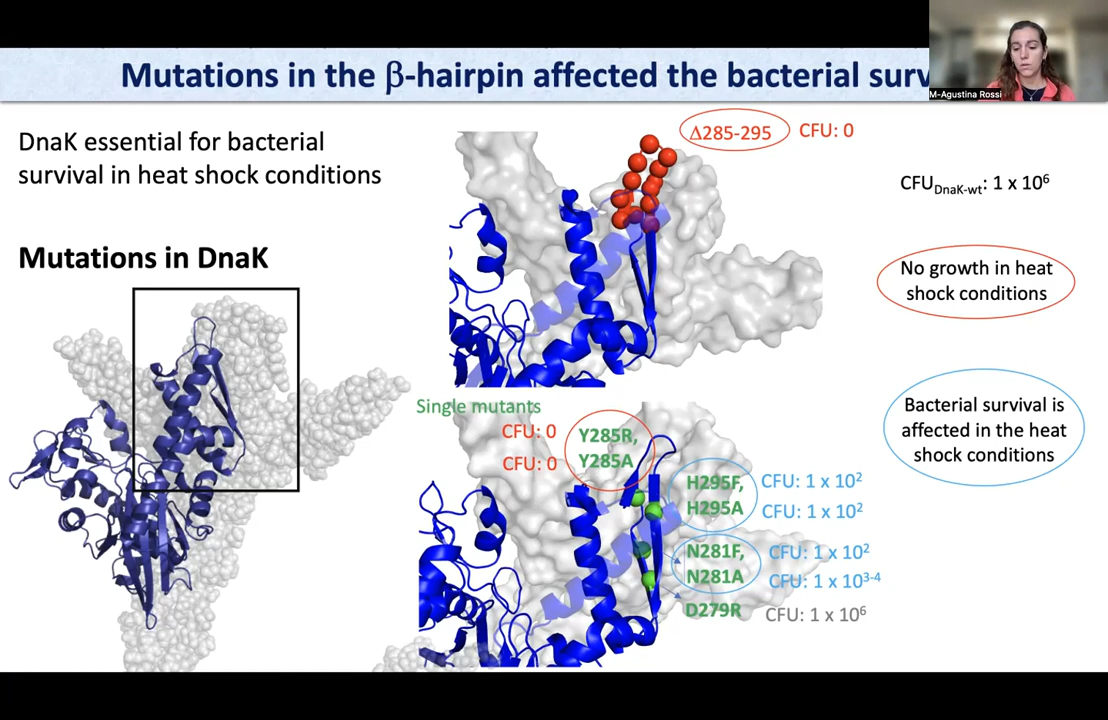 Mutations in the β-hairpin affected the bacterial surv
M-Agustina Rossi
DnaK essential for bacterial
survival in heat shock conditions
Mutations in DnaK
Δ285-295
CFU: 0
CFU_DnaK-wt: 1 x 10⁶
No growth in heat
shock conditions
Bacterial survival is
affected in the heat
shock conditions
Single mutants
CFU: 0
CFU: 0
Y285R,
Y285A
H295F,
H295A
CFU: 1 x 10²
CFU: 1 x 10²
N281F,
N281A
CFU: 1 x 10²
CFU: 1 x 10³⁻⁴
D279R
CFU: 1 x 10⁶